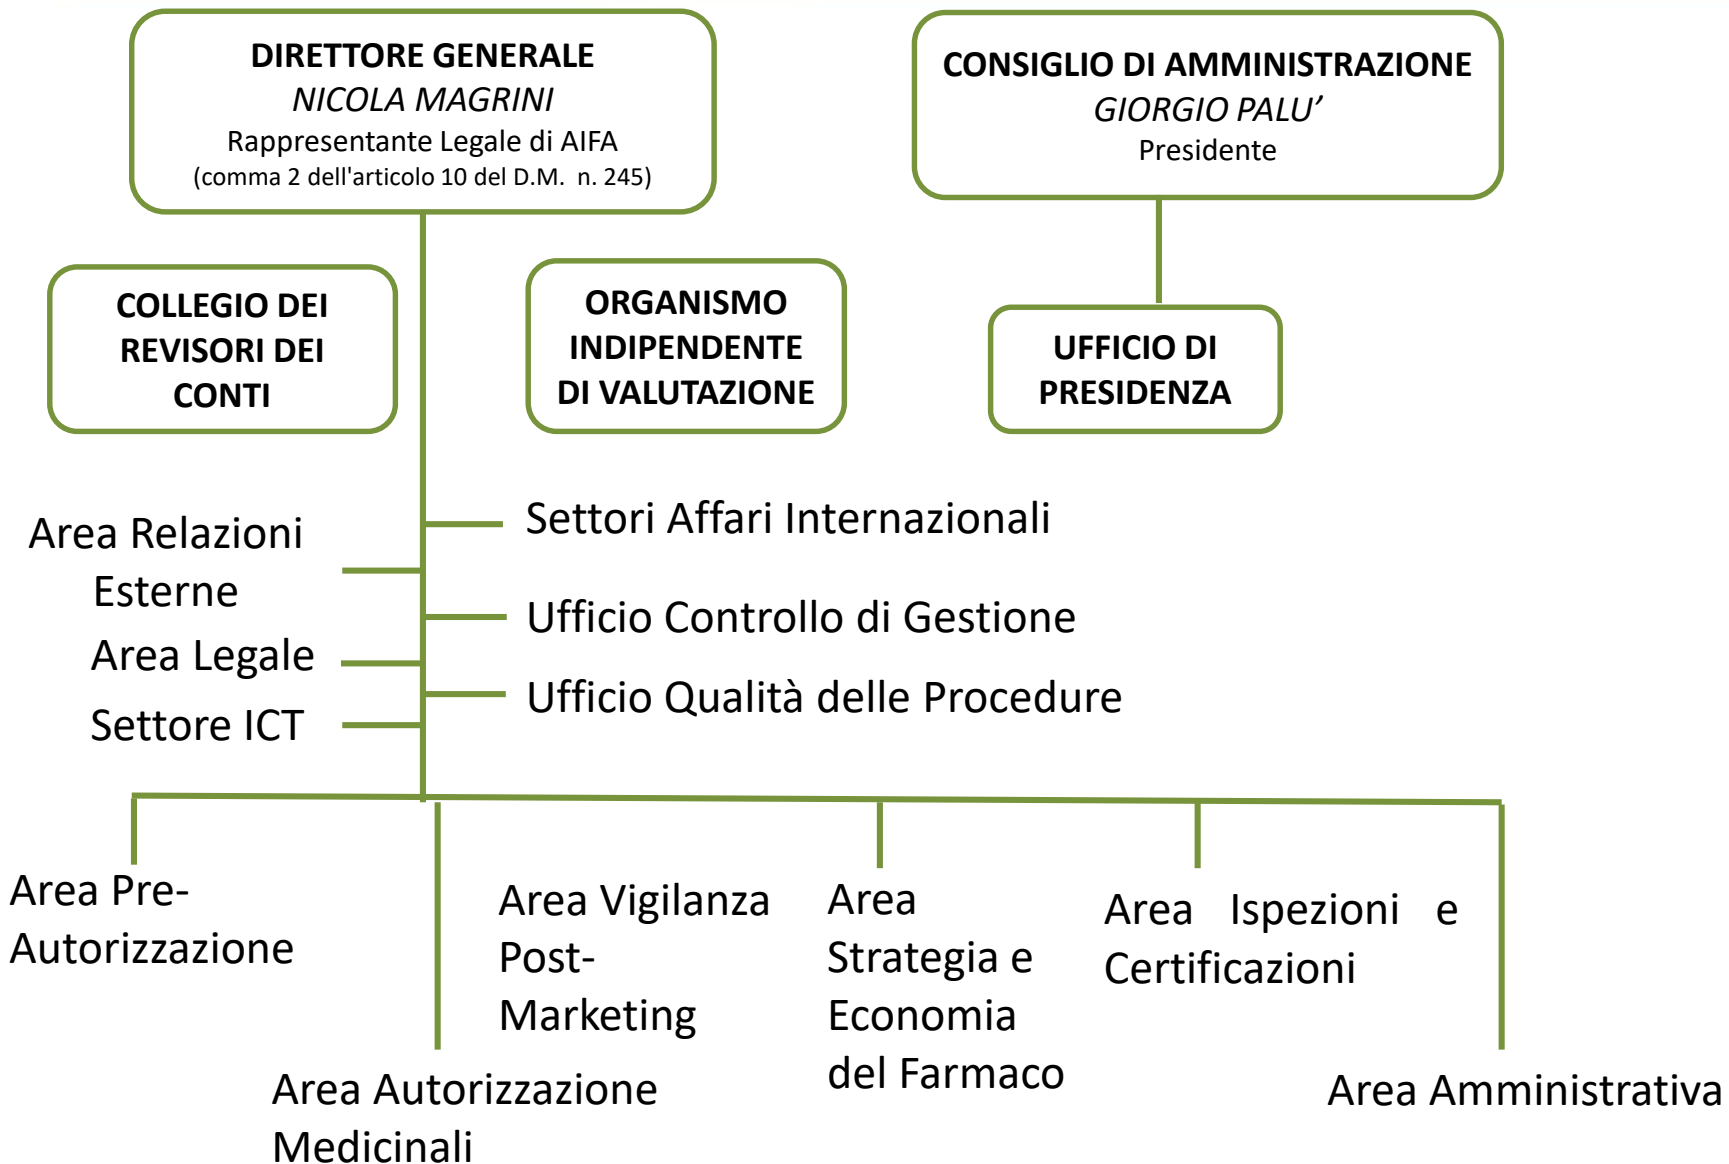 DIRETTORE GENERALE
NICOLA MAGRINI
Rappresentante Legale di AIFA
(comma 2 dell'articolo 10 del D.M.  n. 245)
CONSIGLIO DI AMMINISTRAZIONE
GIORGIO PALU’
Presidente
COLLEGIO DEI
REVISORI DEI
CONTI
ORGANISMO
INDIPENDENTE
DI VALUTAZIONE
UFFICIO DI
PRESIDENZA
Area Relazioni
Esterne
Area Legale
Settore ICT
Settori Affari Internazionali
Ufficio Controllo di Gestione
Ufficio Qualità delle Procedure
Area Pre-
Autorizzazione
Area Autorizzazione
Medicinali
Area Vigilanza
Post-
Marketing
Area
Strategia e
Economia
del Farmaco
Area Ispezioni e
Certificazioni
Area Amministrativa